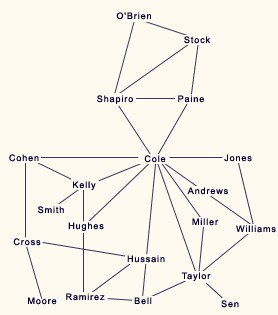 O'Brien
Stock
Shapiro
Paine
Cohen
Cole
Jones
Kelly
Andrews
Smith
Hughes
Miller
Williams
Cross
Hussain
Taylor
Moore
Ramirez
Bell
Sen